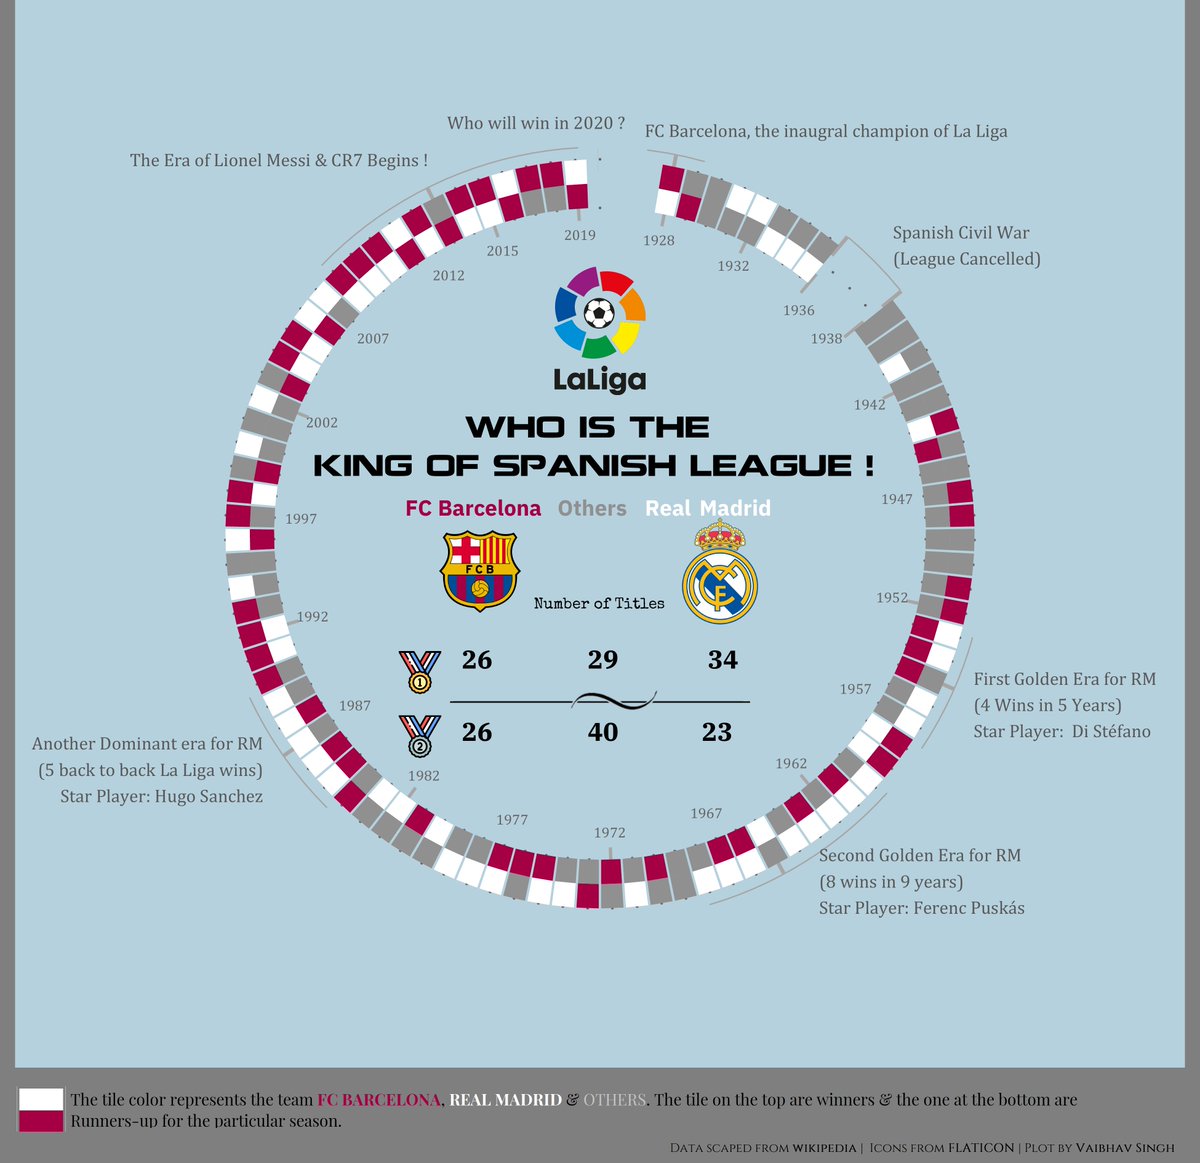 Who will win in 2020 ?
FC Barcelona, the inaugral champion of La Liga
The Era of Lionel Messi & CR7 Begins !
Spanish Civil War
(League Cancelled)
2019
1928
2015
1932
2012
1936
2007
1938
LaLiga
1942
WHO IS THE
2002
KING OF SPANISH LEAGUE !
1947
FC Barcelona Others Real Madrid
1997
FCB
1952
Number of Titles
1992
1
26 29 34
First Golden Era for RM
(4 Wins in 5 Years)
Star Player: Di Stéfano
1957
1987
2
26 40 23
Another Dominant era for RM
(5 back to back La Liga wins)
Star Player: Hugo Sanchez
1962
1982
1967
1977
1972
Second Golden Era for RM
(8 wins in 9 years)
Star Player: Ferenc Puskás
The tile color represents the team FC BARCELONA, REAL MADRID & OTHERS. The tile on the top are winners & the one at the bottom are
Runners-up for the particular season.
DATA SCAPED FROM WIKIPEDIA | ICONS FROM FLATICON | PLOT BY VAIBHAV SINGH